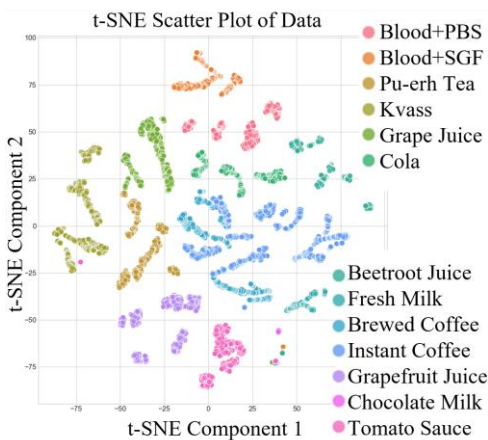 t-SNE Scatter Plot of Data
Blood+PBS
Blood+SGF
Pu-erh Tea
Kvass
Grape Juice
Cola
Beetroot Juice
Fresh Milk
Brewed Coffee
Instant Coffee
Grapefruit Juice
Chocolate Milk
Tomato Sauce
t-SNE Component 2
100
75
50
25
0
-25
-50
-75
-75
-50
-25
0
25
50
t-SNE Component 1